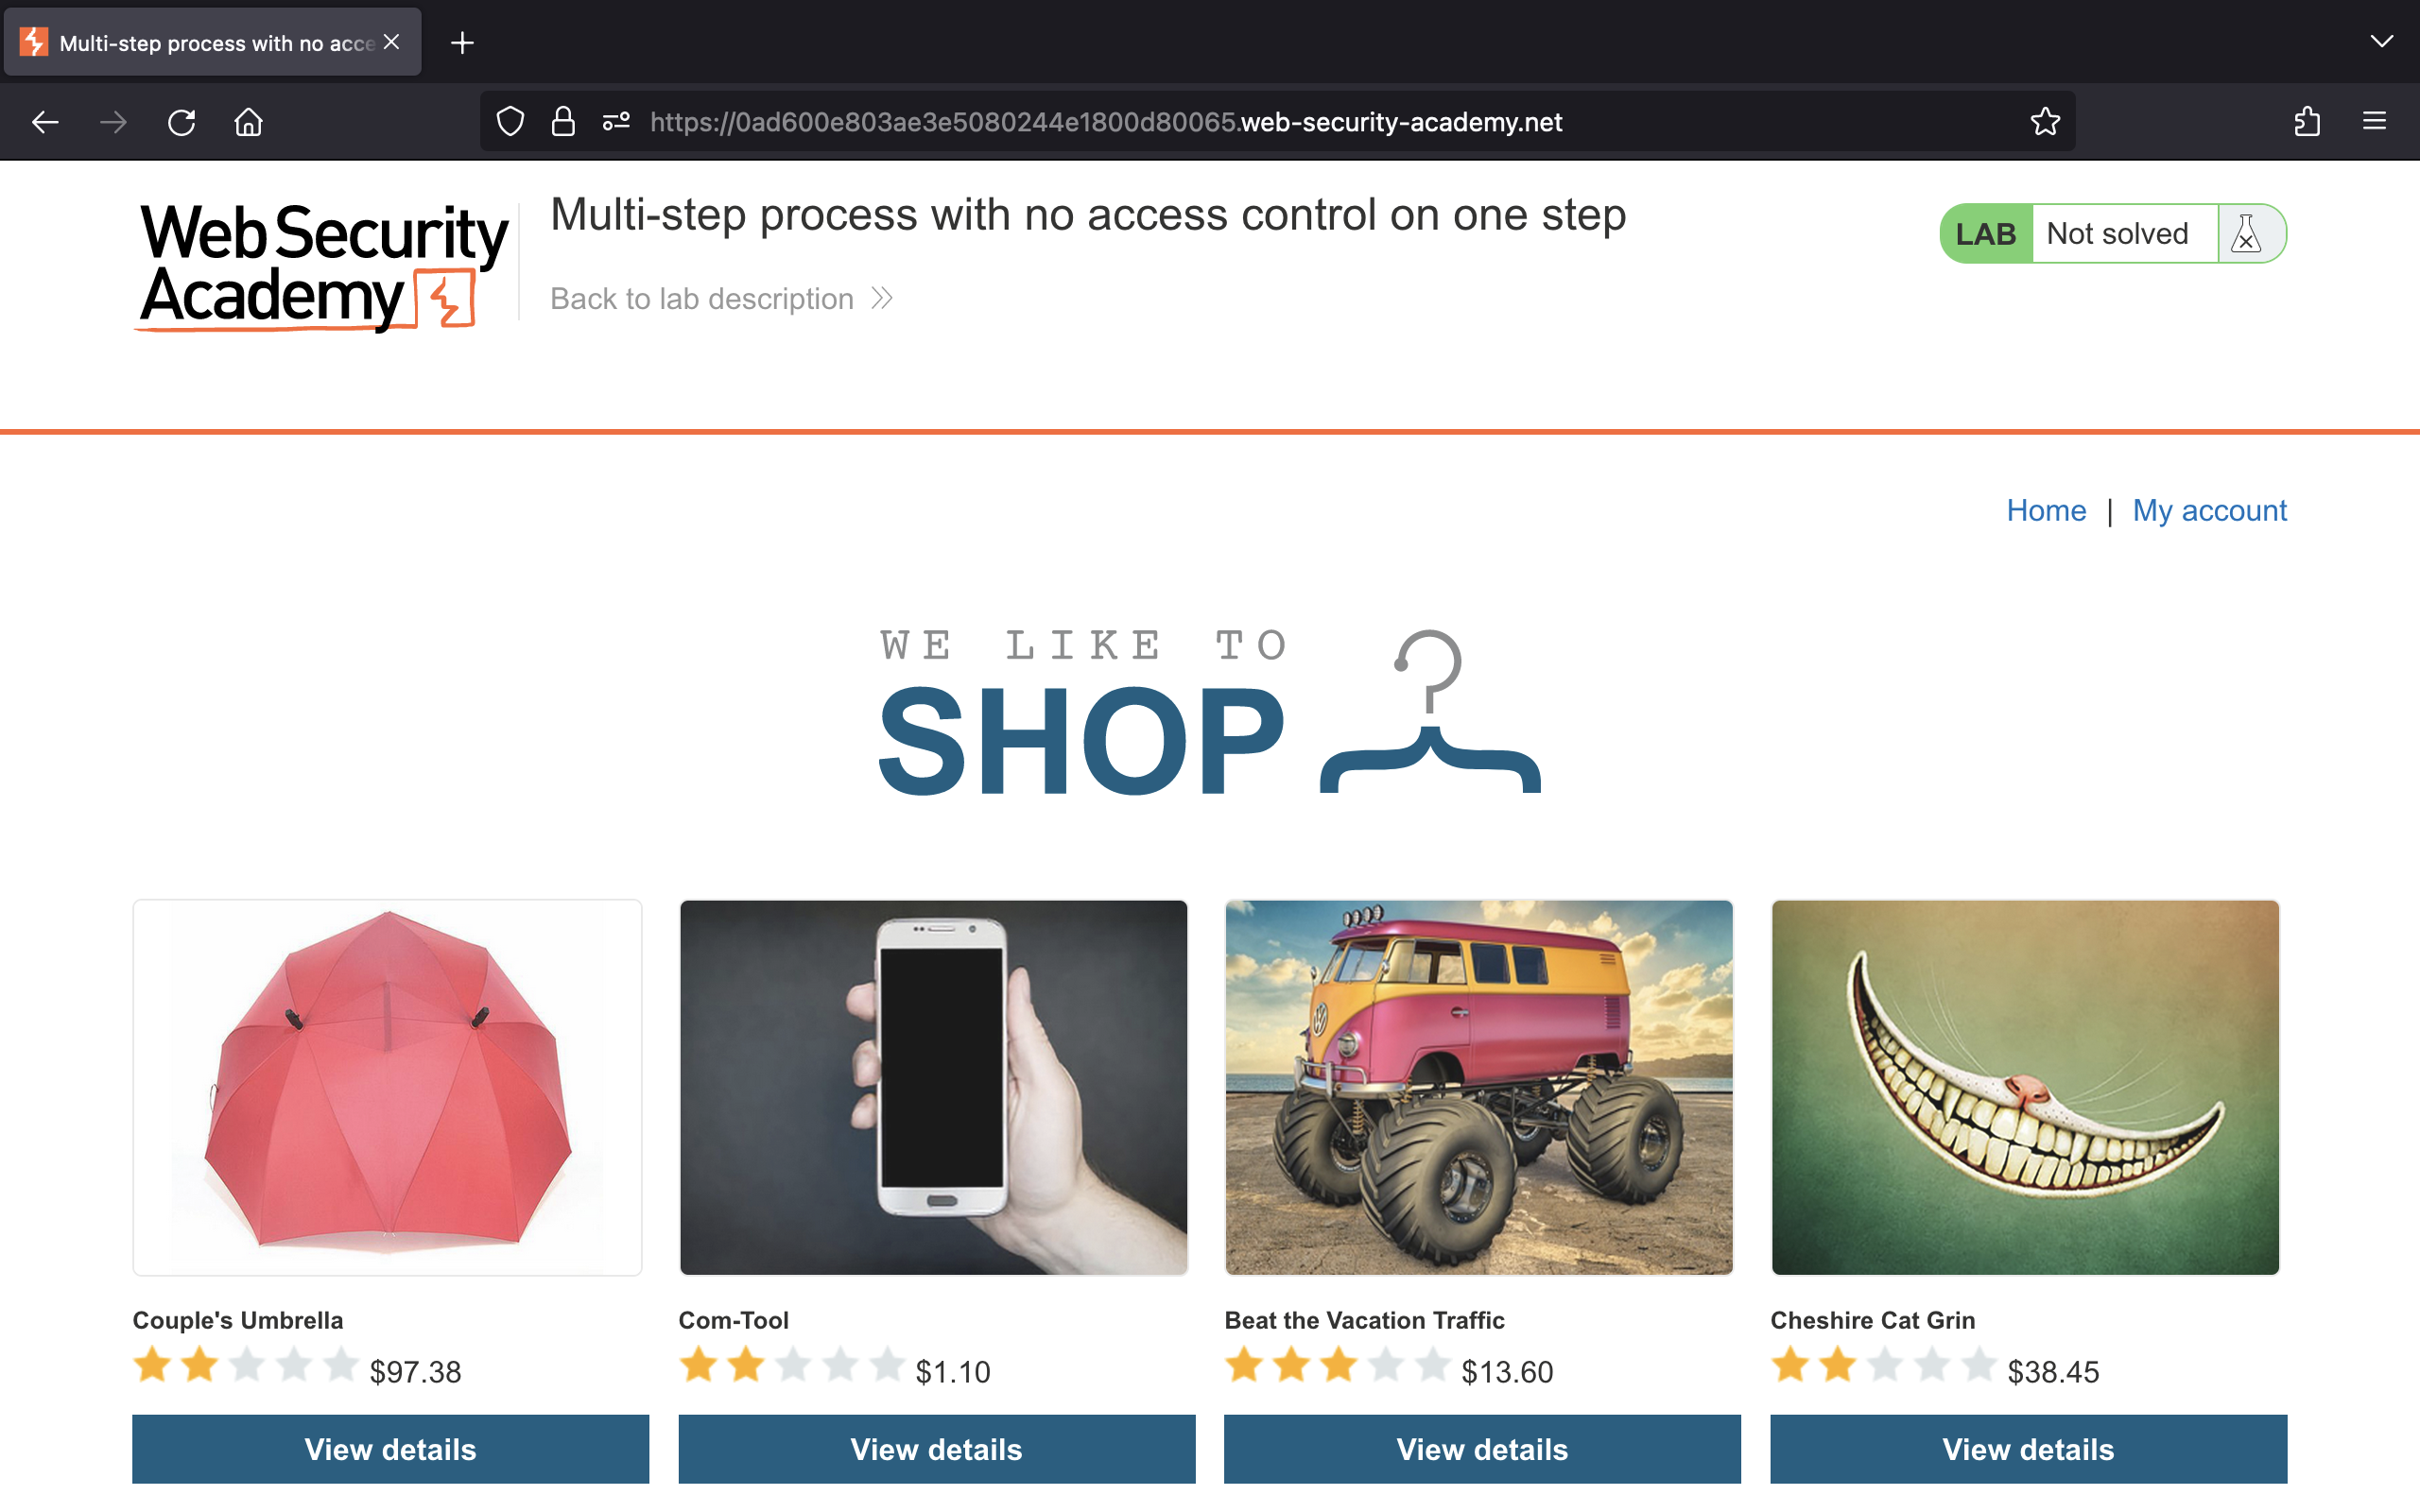 Multi-step process with no acce
https://0ad600e803ae3e5080244e1800d80065.web-security-academy.net
Web Security
Academy
Multi-step process with no access control on one step
Back to lab description
LAB Not solved
Home | My account
WE LIKE TO
SHOP
Couple's Umbrella
$97.38
View details
Com-Tool
$1.10
View details
Beat the Vacation Traffic
$13.60
View details
Cheshire Cat Grin
$38.45
View details